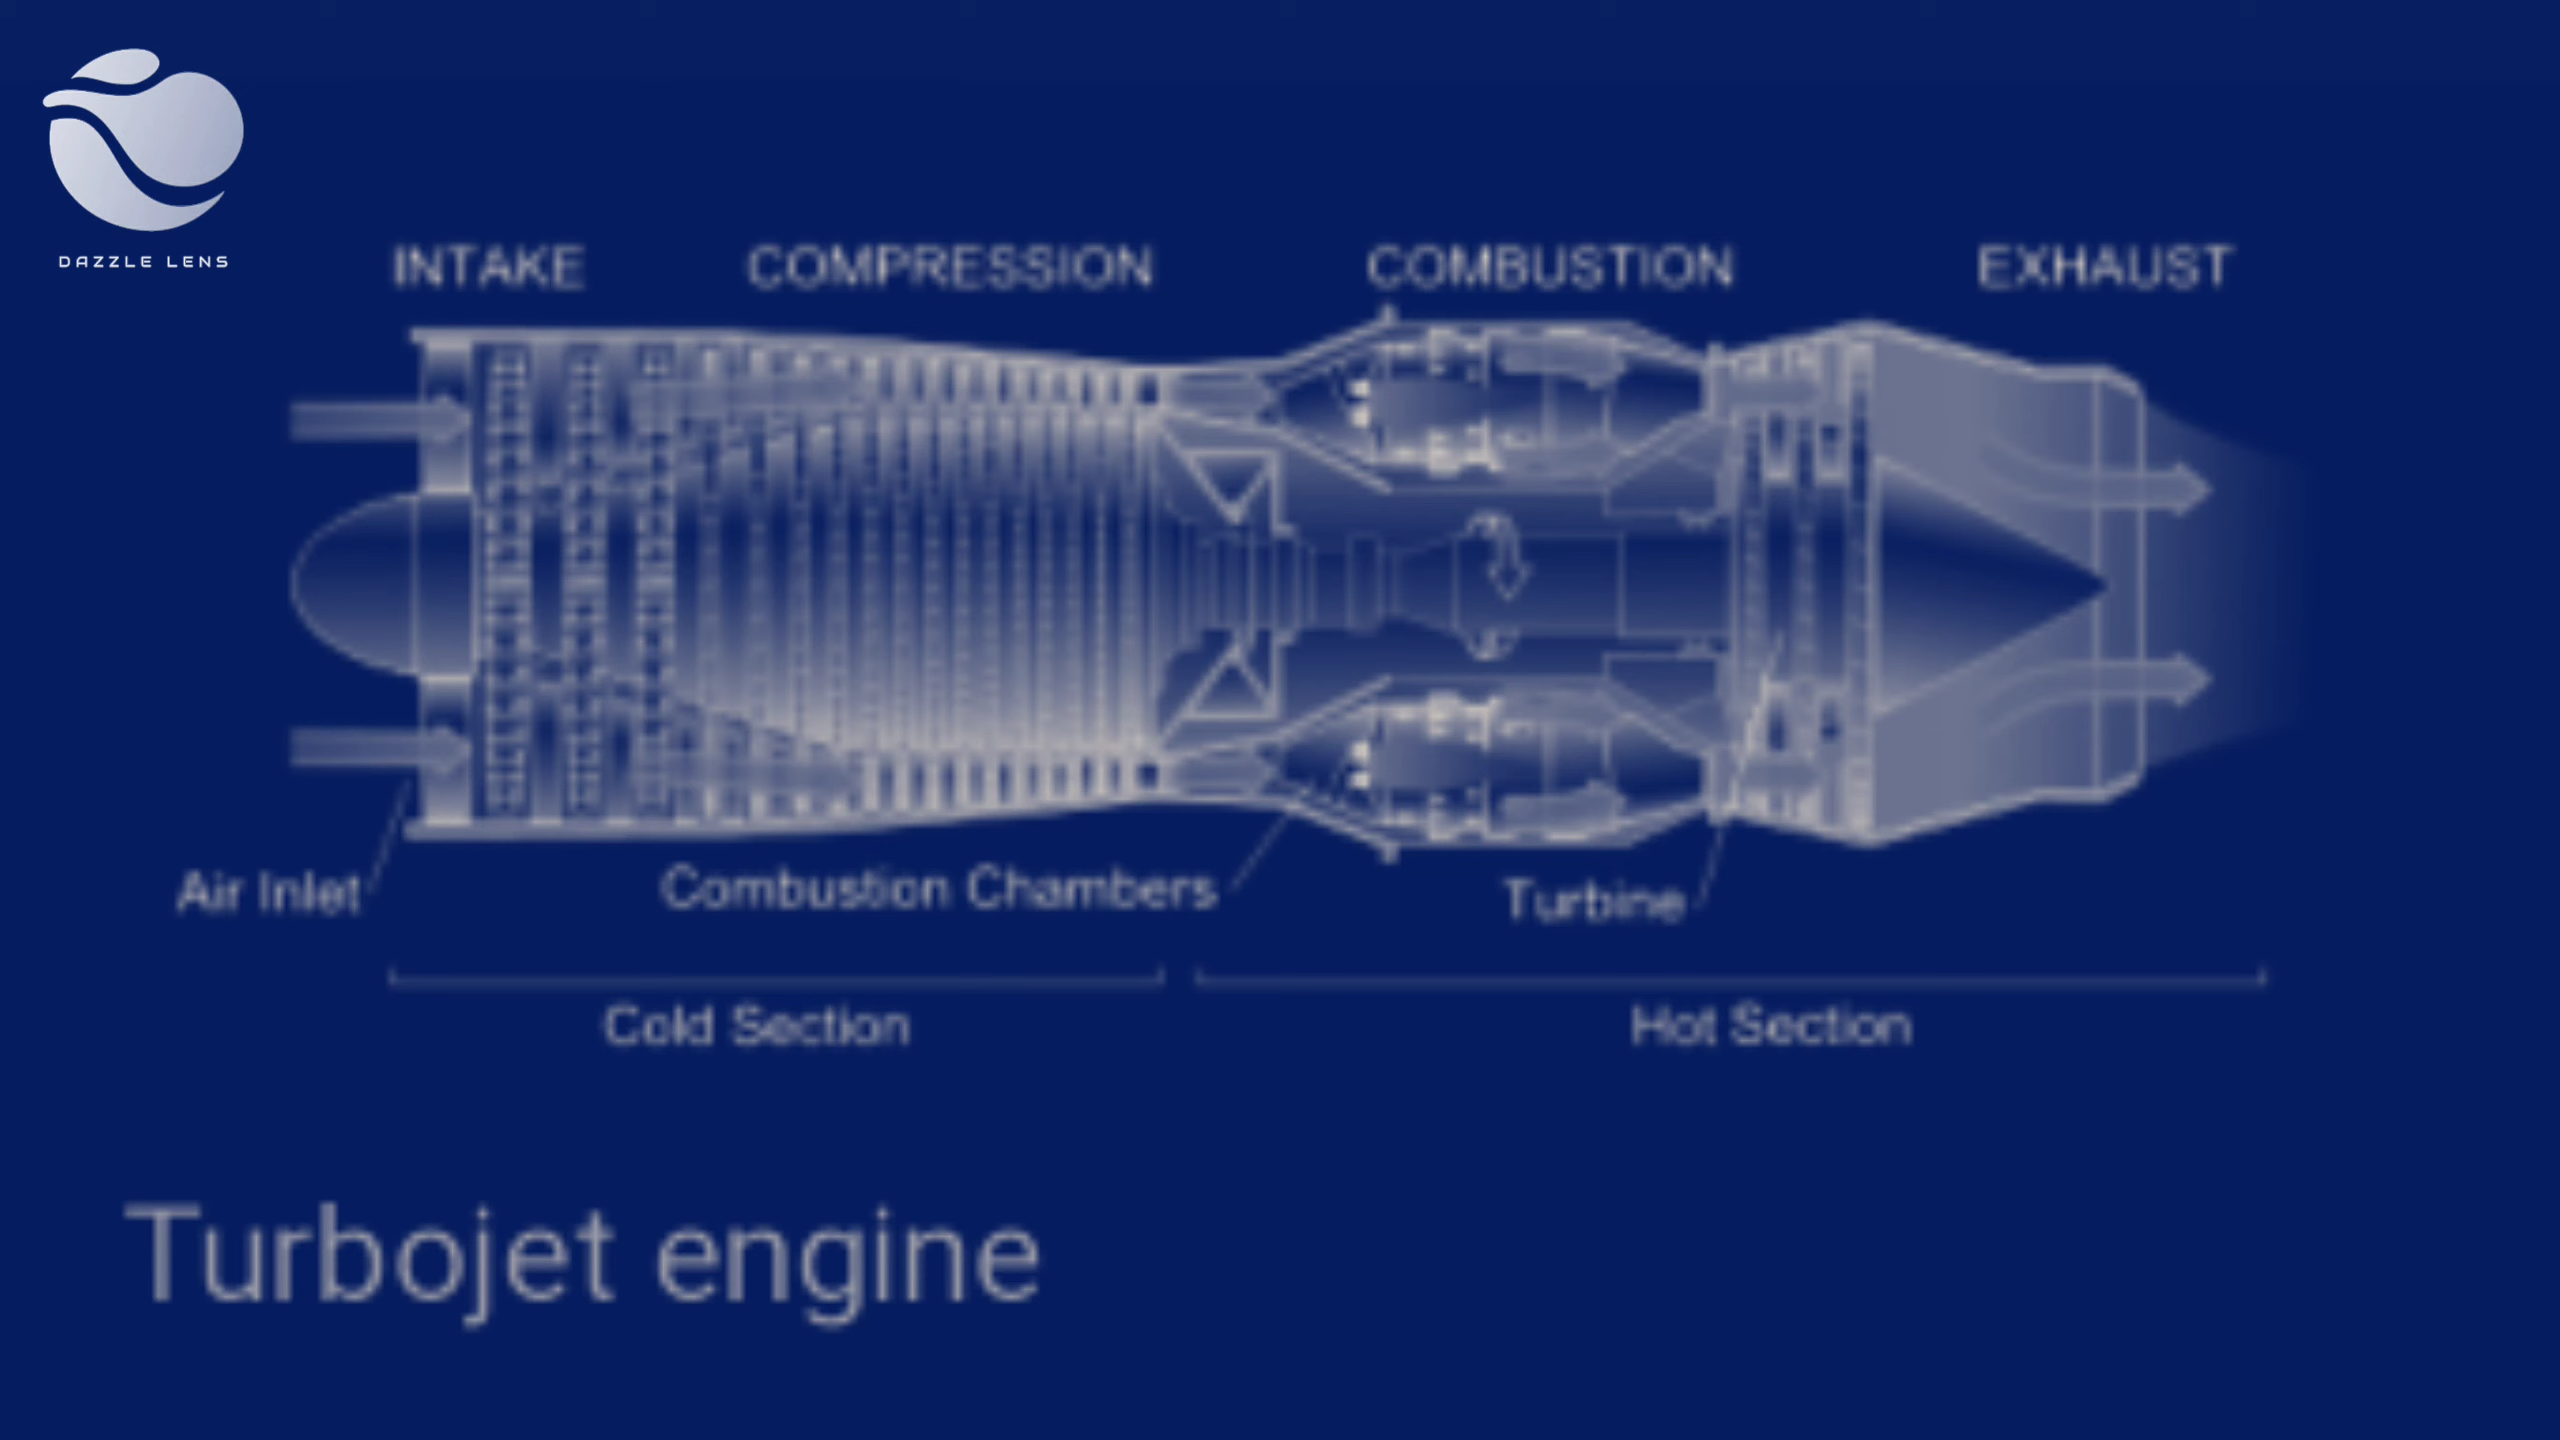 DAZZLE LENS
INTAKE COMPRESSION COMBUSTION EXHAUST
Air Inlet Combustion Chambers Turbine
Cold Section Hot Section
Turbojet engine